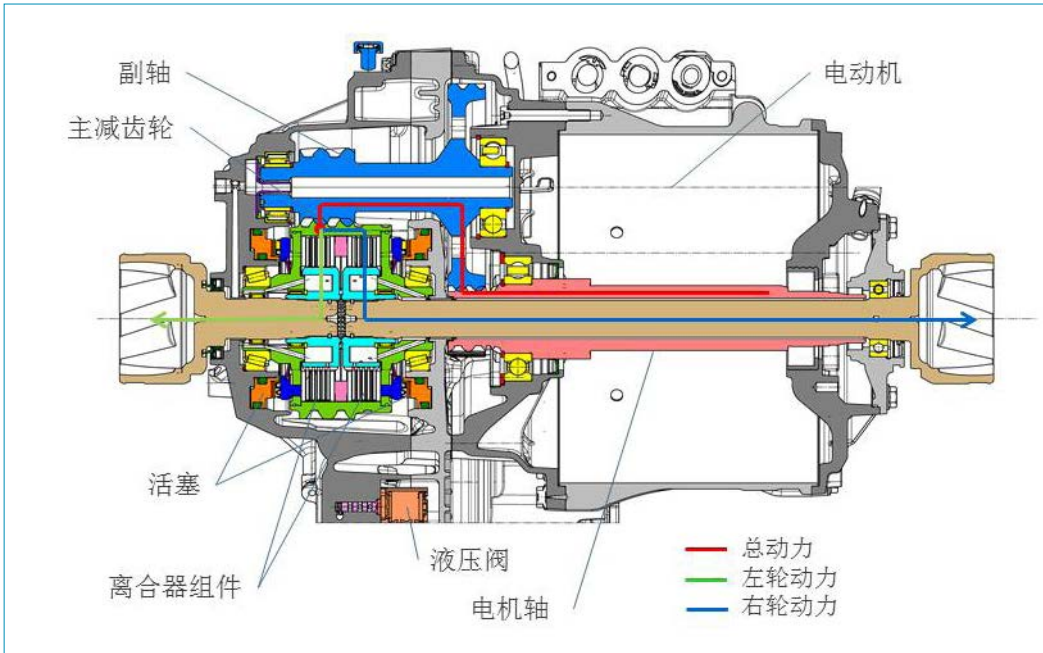 副轴
电动机
主减齿轮
活塞
液压阀
离合器组件
电机轴
总动力
左轮动力
右轮动力